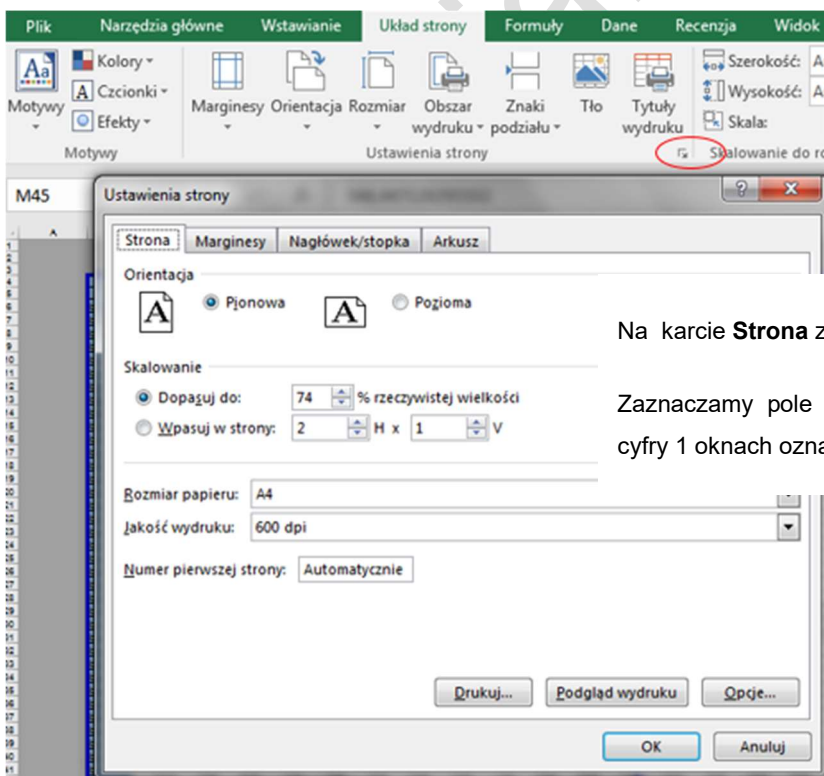 Plik Narzędzia główne Wstawianie Układ strony Formuły Dane Recenzja Widok
Aa Kolory Szerokość: A
A Czcionki Wysokość: A
Motywy Efekty Marginesy Orientacja Rozmiar Obszar wydruku Znaki podziału Tło Tytuły wydruku Skala:
Motywy Ustawienia strony Skalowanie do
M45
Ustawienia strony
Strona Marginesy Nagłówek/stopka Arkusz
Orientacja
A Pionowa A Pozioma
Na karcie Strona z
Skalowanie
Zaznaczamy pole
Dopasuj do: 74 % rzeczywistej wielkości
Wpasuj w strony: 2 H x 1 V
cyfry 1 oknach ozna
Rozmiar papieru: A4
Jakość wydruku: 600 dpi
Numer pierwszej strony: Automatycznie
Drukuj... Podgląd wydruku Opcje...
OK Anuluj